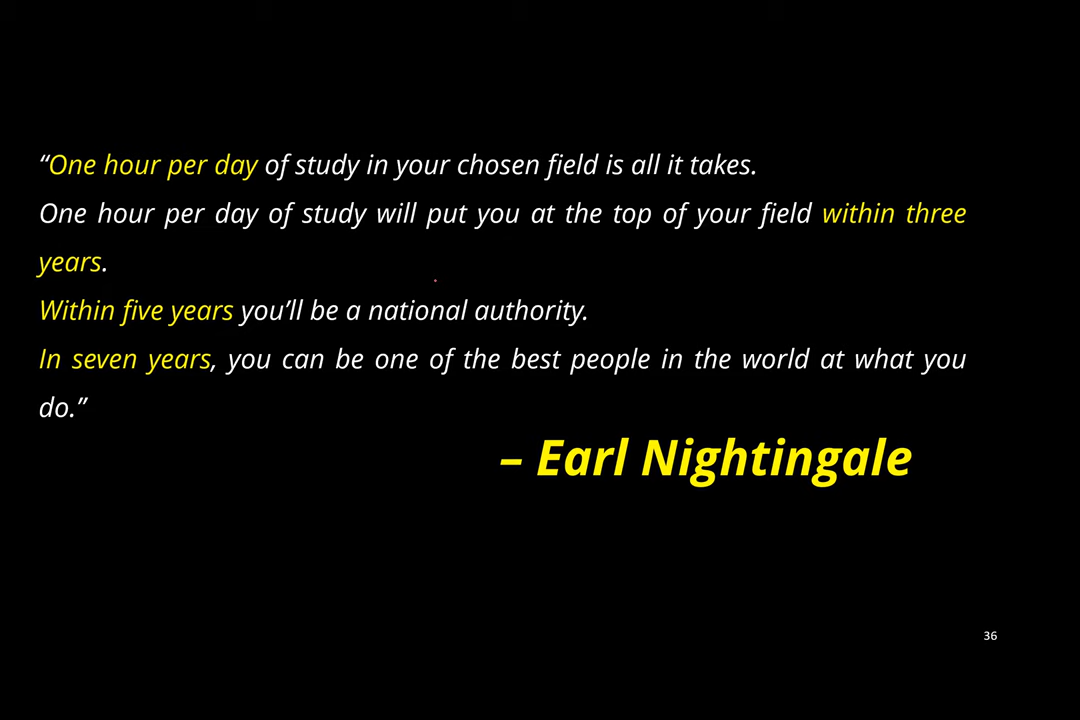 “One hour per day of study in your chosen field is all it takes.
One hour per day of study will put you at the top of your field within three
years.
Within five years you’ll be a national authority.
In seven years, you can be one of the best people in the world at what you
do.”
– Earl Nightingale
36